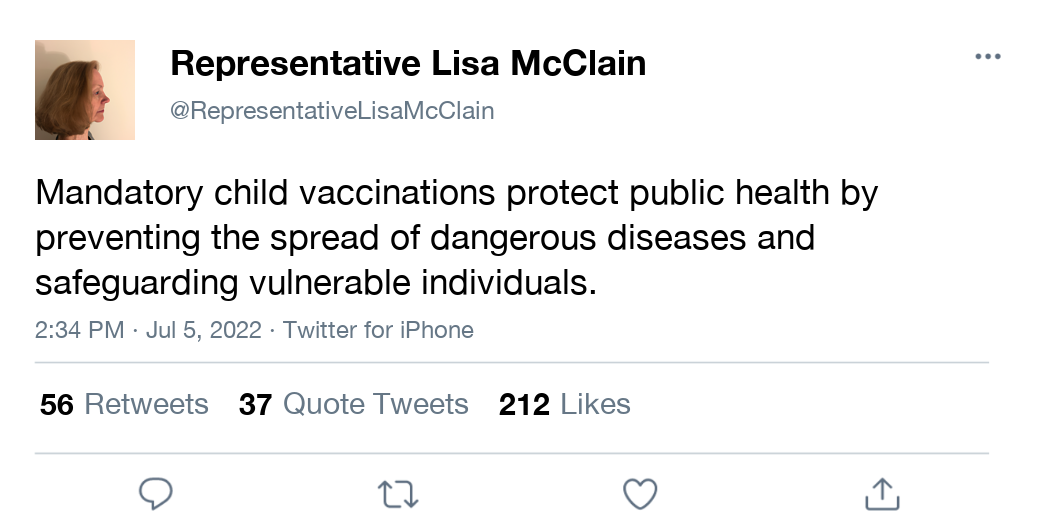 Representative Lisa McClain
@RepresentativeLisaMcClain
Mandatory child vaccinations protect public health by
preventing the spread of dangerous diseases and
safeguarding vulnerable individuals.
2:34 PM · Jul 5, 2022 · Twitter for iPhone
56 Retweets 37 Quote Tweets 212 Likes